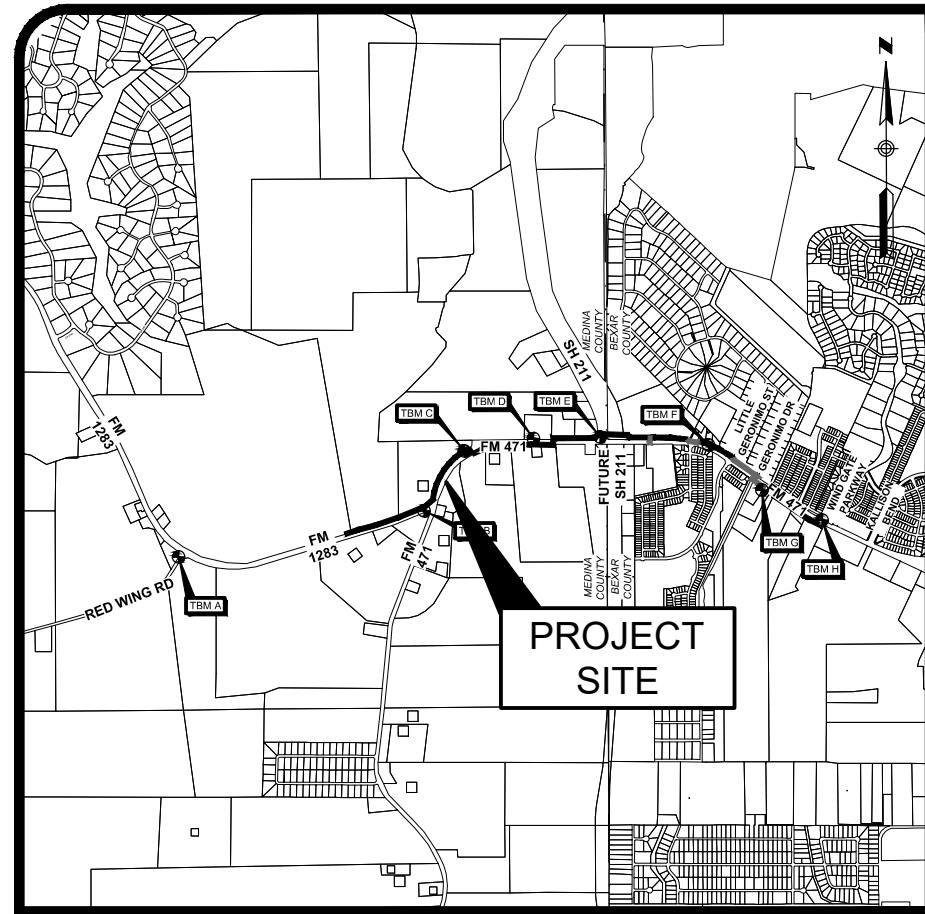 N
MEDINA
COUNTY
BEXAR
COUNTY
SH 211
FM
1283
TBM C
TBM D
TBM E
TBM F
FM 471
FUTURE
SH 211
LITTLE
GERONIMO ST
GERONIMO DR
WIND GATE
PARKWAY
KALLISON
BEND
FM 47
TBM G
TBM H
FM
1283
FM
471
TBM A
RED WING RD
MEDINA
COUNTY
BEXAR
COUNTY
PROJECT
SITE